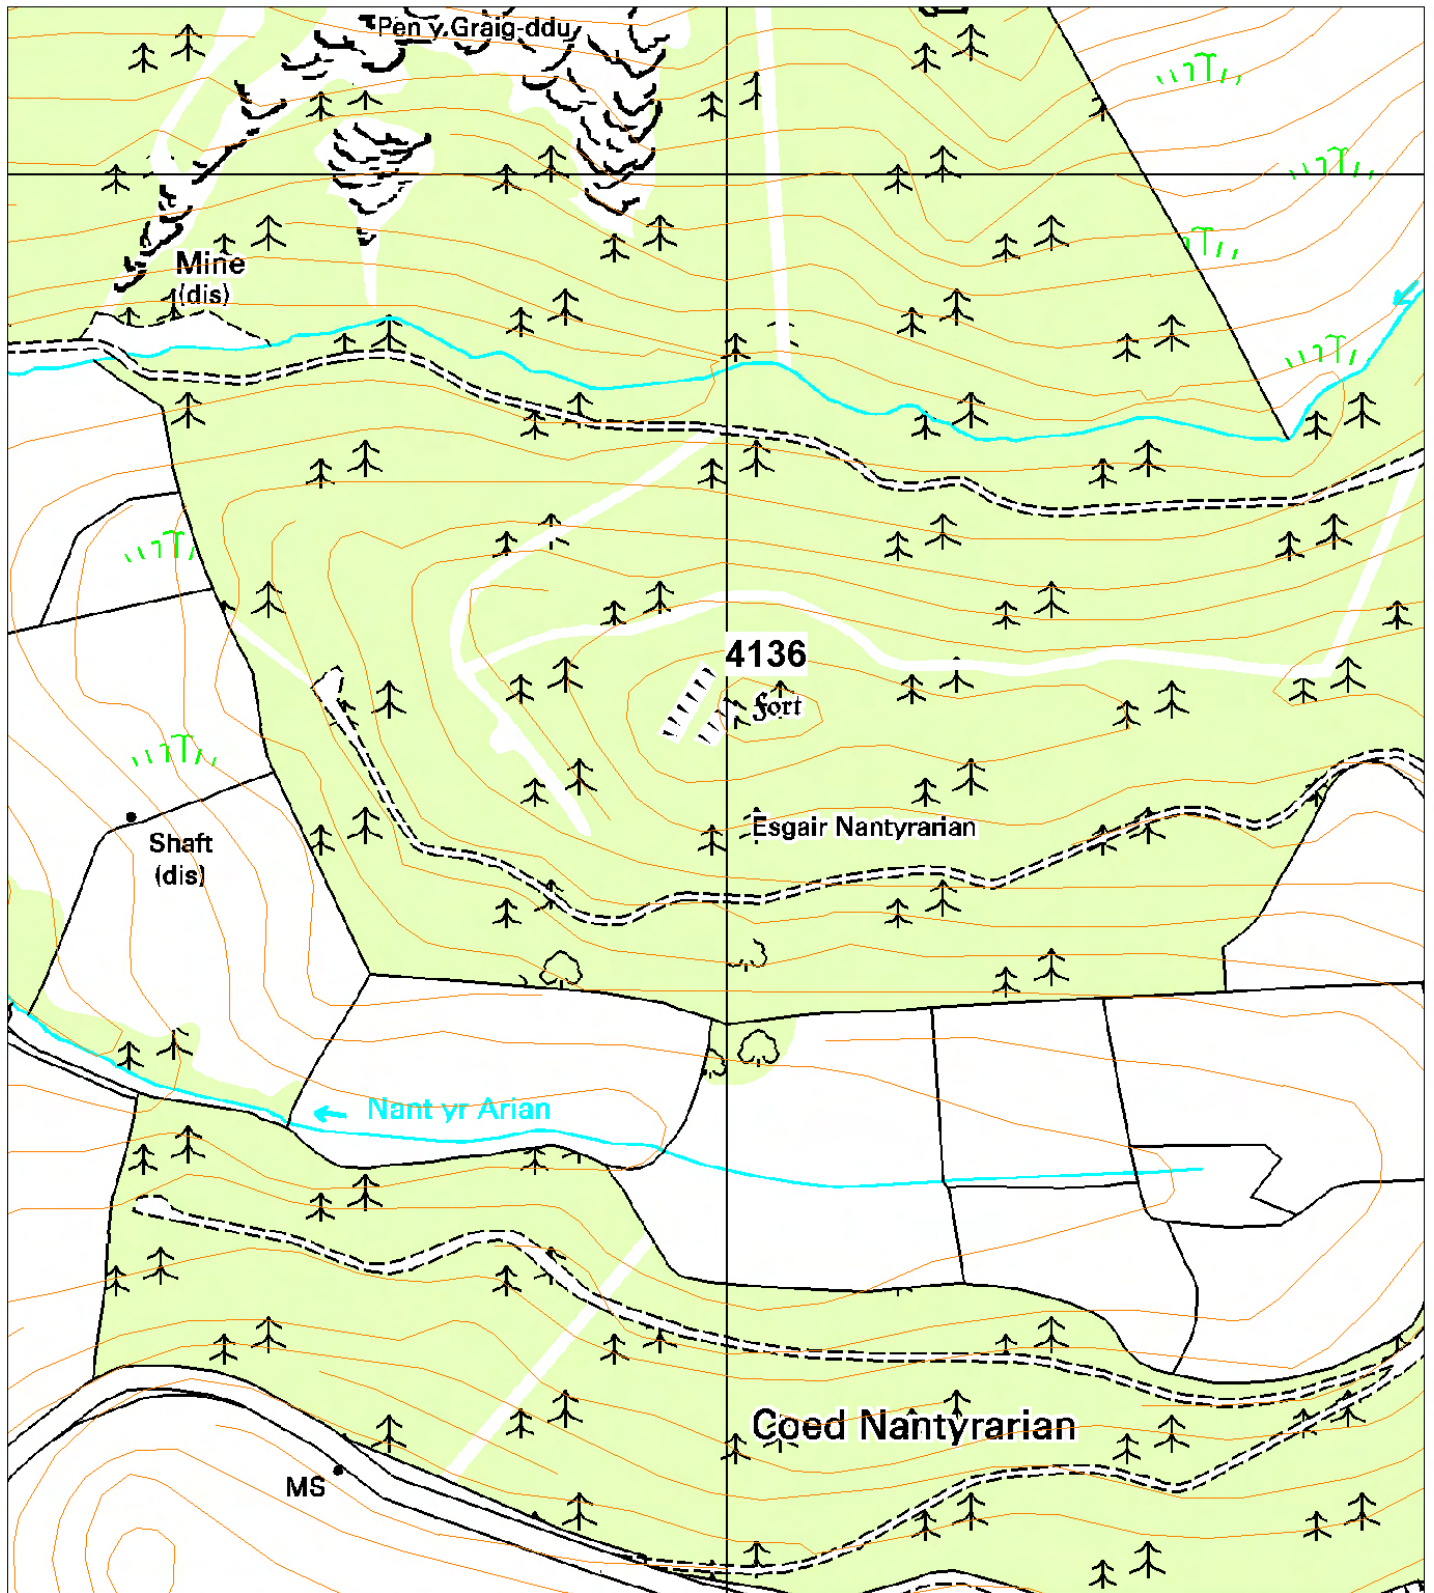 Pen y Graig-ddu
Mine
(dis)
4136
Fort
Esgair Nantyrarian
Shaft
(dis)
Nant yr Arian
Coed Nantyrarian
MS